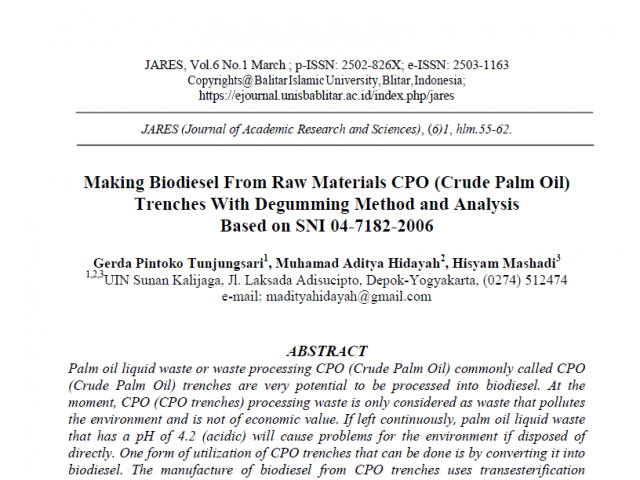 JARES, Vol.6 No.1 March ; p-ISSN: 2502-826X; e-ISSN: 2503-1163
Copyrights@ Balitar Islamic University, Blitar, Indonesia;
https://ejournal.unisbablitar.ac.id/index.php/jares
JARES (Journal of Academic Research and Sciences), (6)1, hlm.55-62.
Making Biodiesel From Raw Materials CPO (Crude Palm Oil)
Trenches With Degumming Method and Analysis
Based on SNI 04-7182-2006
Gerda Pintoko Tunjungsari1, Muhamad Aditya Hidayah2, Hisyam Mashadi3
1,2,3UIN Sunan Kalijaga, Jl. Laksada Adisucipto, Depok-Yogyakarta, (0274) 512474
e-mail: madityahidayah@gmail.com
ABSTRACT
Palm oil liquid waste or waste processing CPO (Crude Palm Oil) commonly called CPO
(Crude Palm Oil) trenches are very potential to be processed into biodiesel. At the
moment, CPO (CPO trenches) processing waste is only considered as waste that pollutes
the environment and is not of economic value. If left continuously, palm oil liquid waste
that has a pH of 4.2 (acidic) will cause problems for the environment if disposed of
directly. One form of utilization of CPO trenches that can be done is by converting it into
biodiesel. The manufacture of biodiesel from CPO trenches uses transesterification